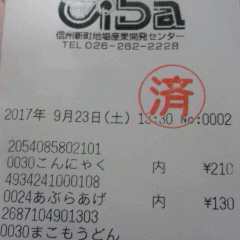 Oiba
信州新町地場産業開発センター
TEL 026-262-2228
済
2017年 9月23日(土) 13:30 No:0002
2054085802101
0030こんにゃく 内 ¥210
4934241000108
0024あぶらあげ 内 ¥130
2687104901303
0030まこもうどん